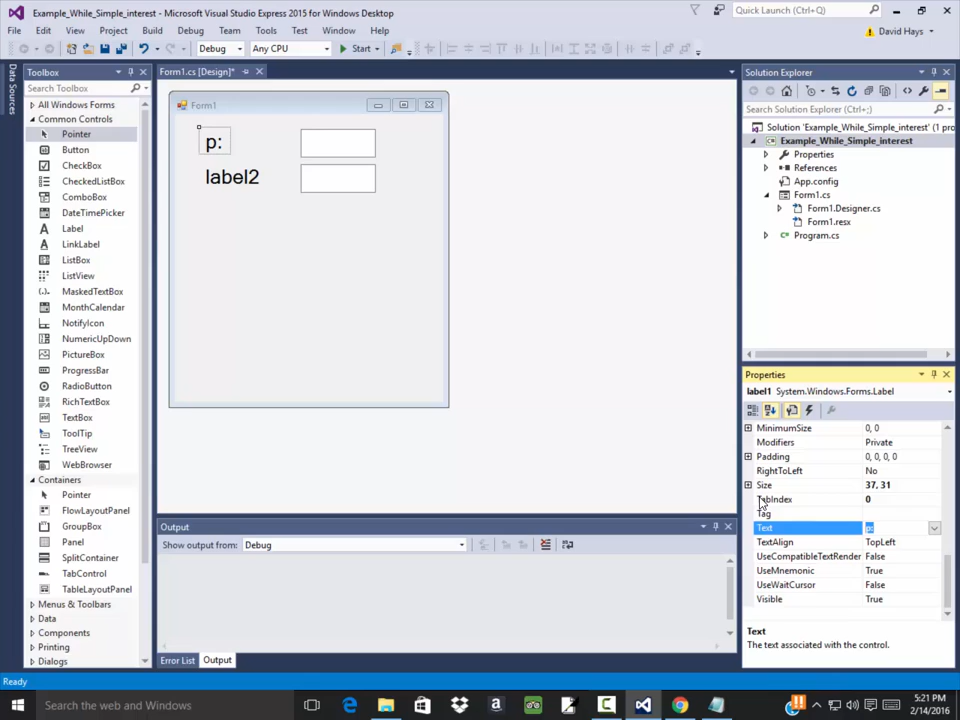 Example_While_Simple_interest - Microsoft Visual Studio Express 2015 for Windows Desktop
Quick Launch (Ctrl+;)
File Edit View Project Build Debug Team Tools Test Window Help
David Hays
Debug Any CPU Start
Data Sources
Toolbox
Search Toolbox
All Windows Forms
Common Controls
Pointer
Button
CheckBox
CheckedListBox
ComboBox
DateTimePicker
Label
LinkLabel
ListBox
ListView
MaskedTextBox
MonthCalendar
NotifyIcon
NumericUpDown
PictureBox
ProgressBar
RadioButton
RichTextBox
TextBox
ToolTip
TreeView
WebBrowser
Containers
Pointer
FlowLayoutPanel
GroupBox
Panel
SplitContainer
TabControl
TableLayoutPanel
Menus & Toolbars
Data
Components
Printing
Dialogs
Form1.cs [Design]*
Form1
p:
label2
Output
Show output from: Debug
Error List Output
Solution Explorer
Search Solution Explorer (Ctrl+;)
Solution 'Example_While_Simple_interest' (1 pro
Example_While_Simple_interest
Properties
References
App.config
Form1.cs
Form1.Designer.cs
Form1.resx
Program.cs
Properties
label1 System.Windows.Forms.Label
MinimumSize 0, 0
Modifiers Private
Padding 0, 0, 0, 0
RightToLeft No
Size 37, 31
TabIndex 0
Tag
Text p:
TextAlign TopLeft
UseCompatibleTextRender False
UseMnemonic True
UseWaitCursor False
Visible True
Text
The text associated with the control.
Ready
Search the web and Windows
5:21 PM
2/14/2016